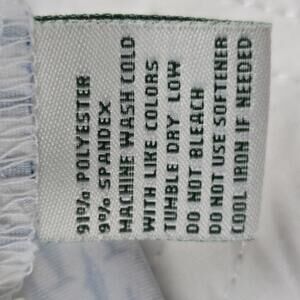 91% POLYESTER
9% SPANDEX
MACHINE WASH COLD
WITH LIKE COLORS
TUMBLE DRY LOW
DO NOT BLEACH
DO NOT USE SOFTENER
COOL IRON IF NEEDED